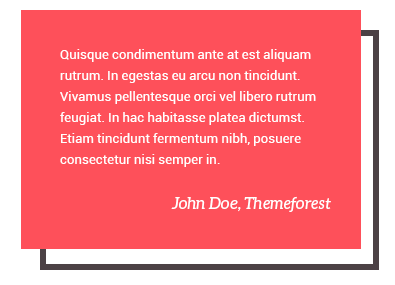 Quisque condimentum ante at est aliquam
rutrum. In egestas eu arcu non tincidunt.
Vivamus pellentesque orci vel libero rutrum
feugiat. In hac habitasse platea dictumst.
Etiam tincidunt fermentum nibh, posuere
consectetur nisi semper in.
John Doe, Themeforest